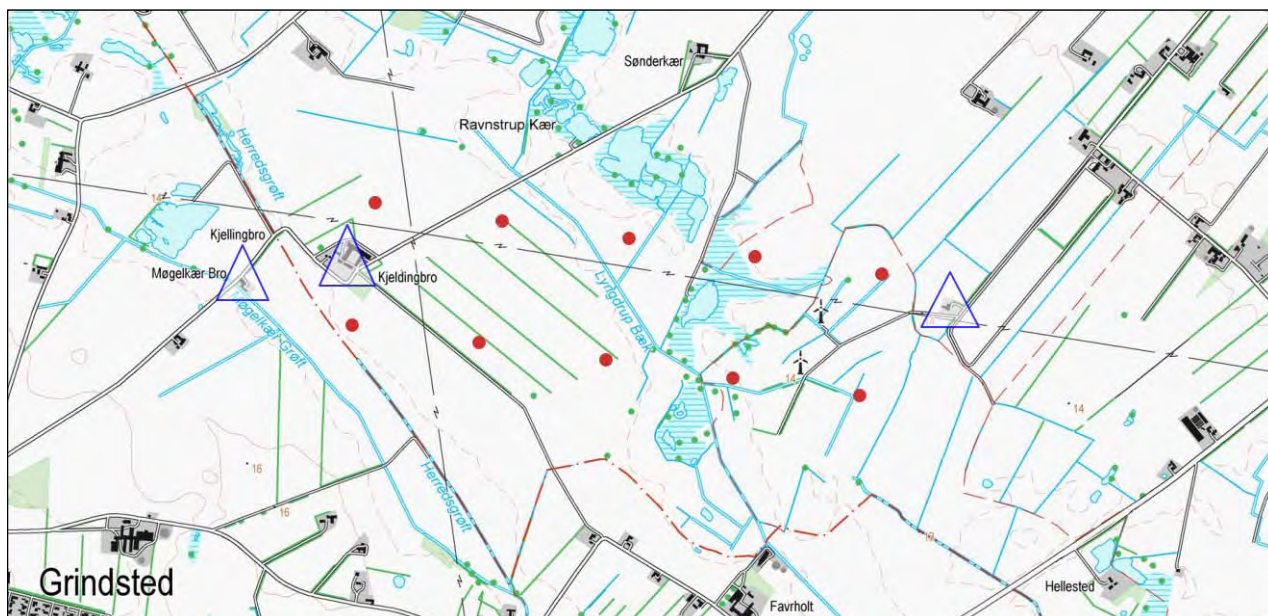 Sønderkær
Ravnstrup Kær
Herredsgrøft
14
Kjellingbro
Møgelkær Bro
Kjeldingbro
Lyngdrup Bæk
Møgelkær Grøft
14
14
16
16
Herredsgrøft
Grindsted
Favrholt
Hellested